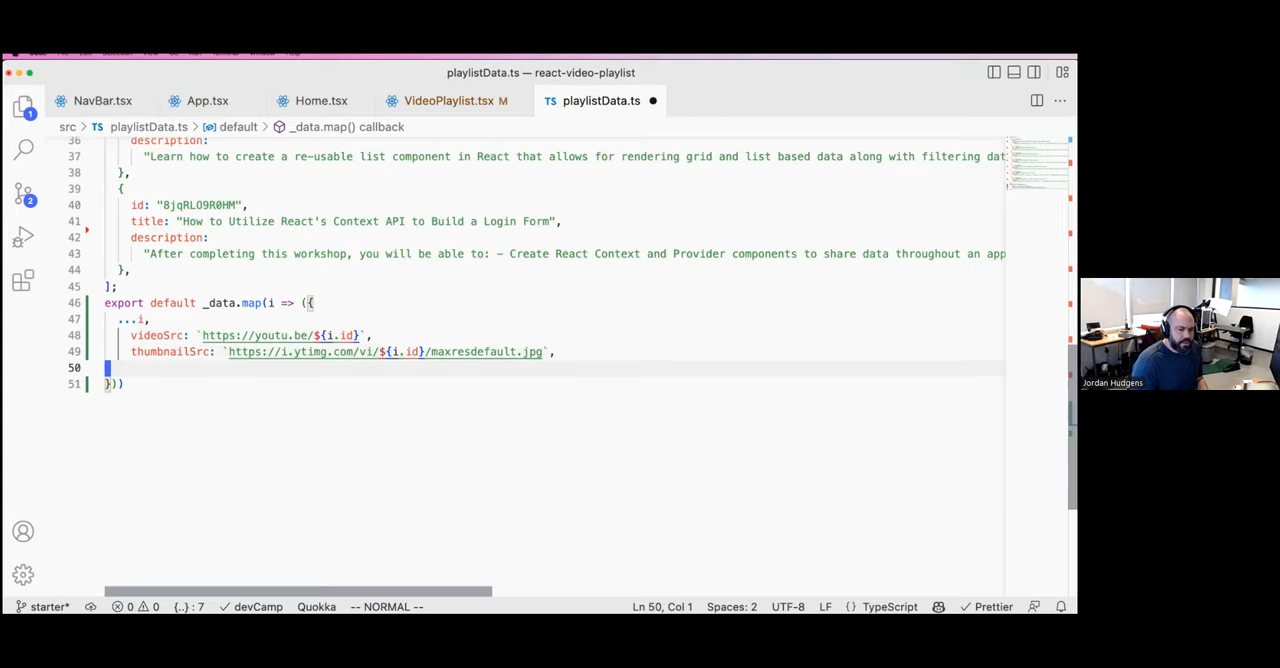 playlistData.ts — react-video-playlist
NavBar.tsx App.tsx Home.tsx VideoPlaylist.tsx M TS playlistData.ts
src > TS playlistData.ts > default > _data.map() callback
36 description:
37 "Learn how to create a re-usable list component in React that allows for rendering grid and list based data along with filtering dat
38 },
39 {
40 id: "8jqRLO9R0HM",
41 title: "How to Utilize React's Context API to Build a Login Form",
42 description:
43 "After completing this workshop, you will be able to: - Create React Context and Provider components to share data throughout an app
44 },
45 ];
46 export default _data.map(i => ({
47 ...i,
48 videoSrc: `https://youtu.be/${i.id}`,
49 thumbnailSrc: `https://i.ytimg.com/vi/${i.id}/maxresdefault.jpg`,
50
51 }))
1
2
Jordan Hudgens
starter* 0 0 {..} : 7 devCamp Quokka -- NORMAL -- Ln 50, Col 1 Spaces: 2 UTF-8 LF {} TypeScript Prettier